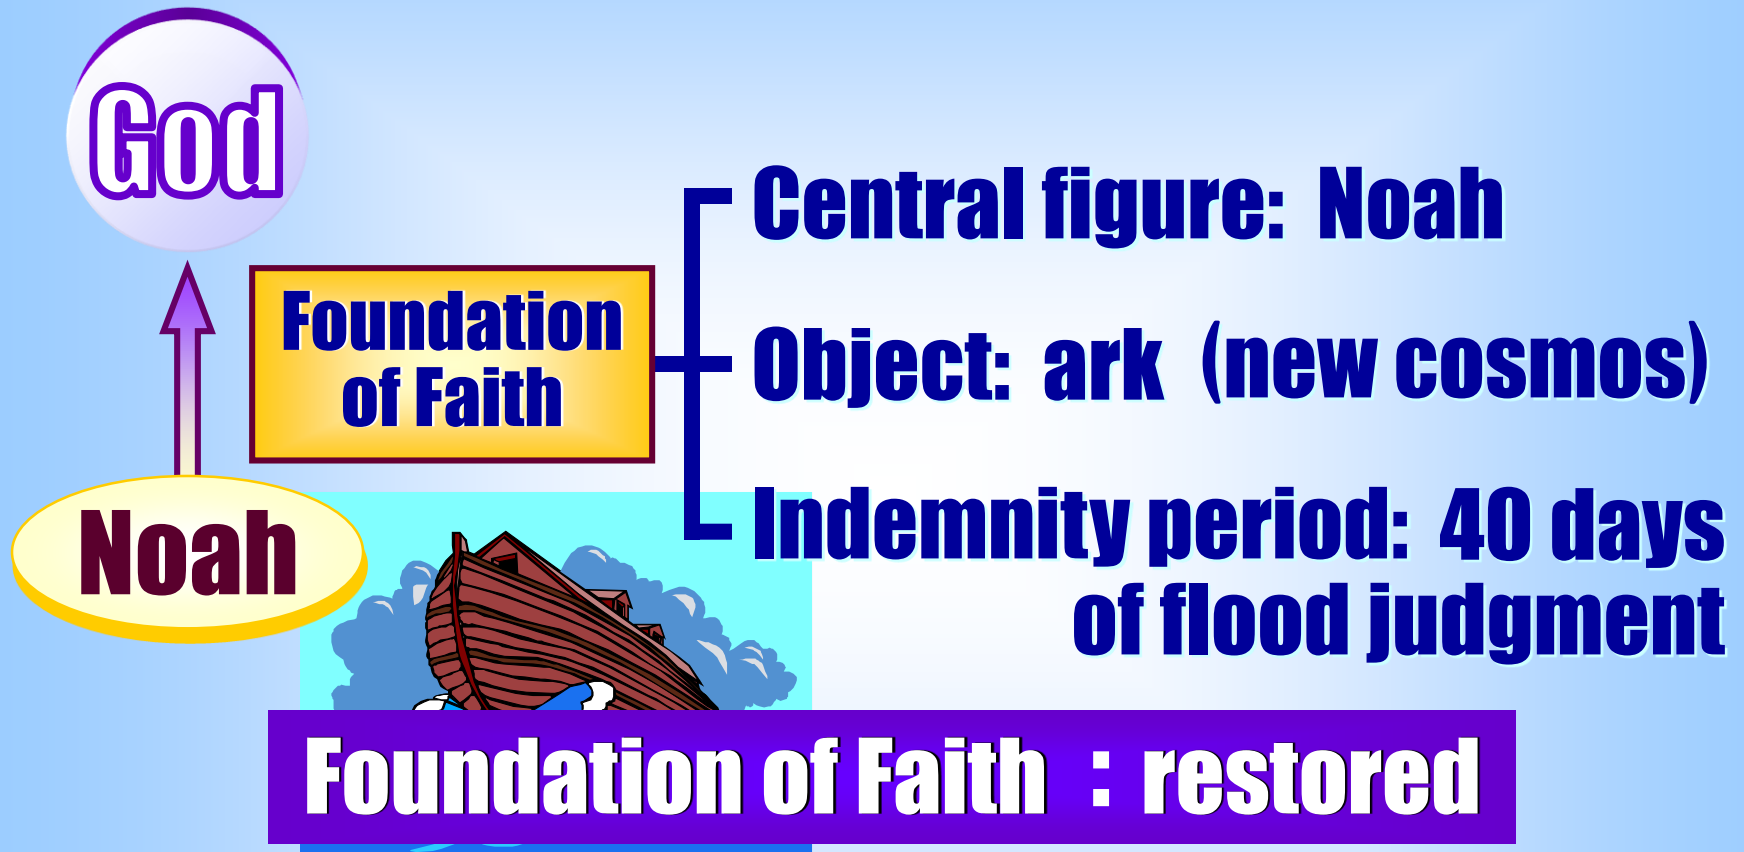 God
Central figure: Noah
Foundation
of Faith
Object: ark (new cosmos)
Noah
Indemnity period: 40 days
of flood judgment
Foundation of Faith : restored